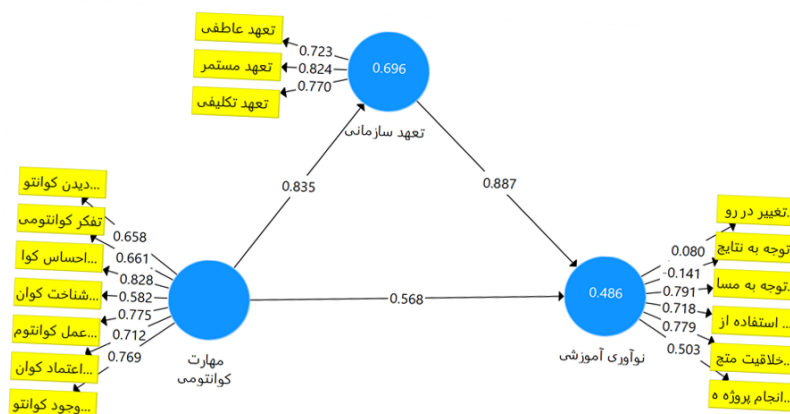 تعهد عاطفی
تعهد مستمر
تعهد تکلیفی
0.723
0.824
0.770
0.696
تعهد سازمانی
0.835
0.887
0.568
...دیدن کوانتو
تفکر کوانتومی
...احساس کوا
...شناخت کوان
...عمل کوانتوم
...اعتماد کوان
...وجود کوانتو
0.658
0.661
0.828
0.582
0.775
0.712
0.769
مهارت
کوانتومی
0.486
نوآوری آموزشی
0.080
-0.141
0.791
0.718
0.779
0.503
...تغییر در رو
توجه به نتایج
...توجه به مسا
... استفاده از
...خلاقیت متج
...انجام پروژه ه